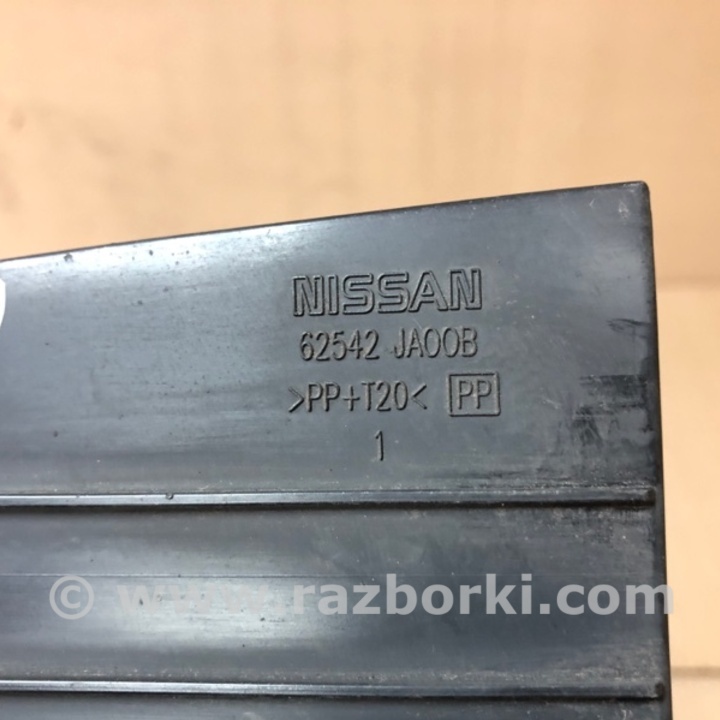 NISSAN
62542 JA00B
>PP+T20< PP
1
© www.razborki.com